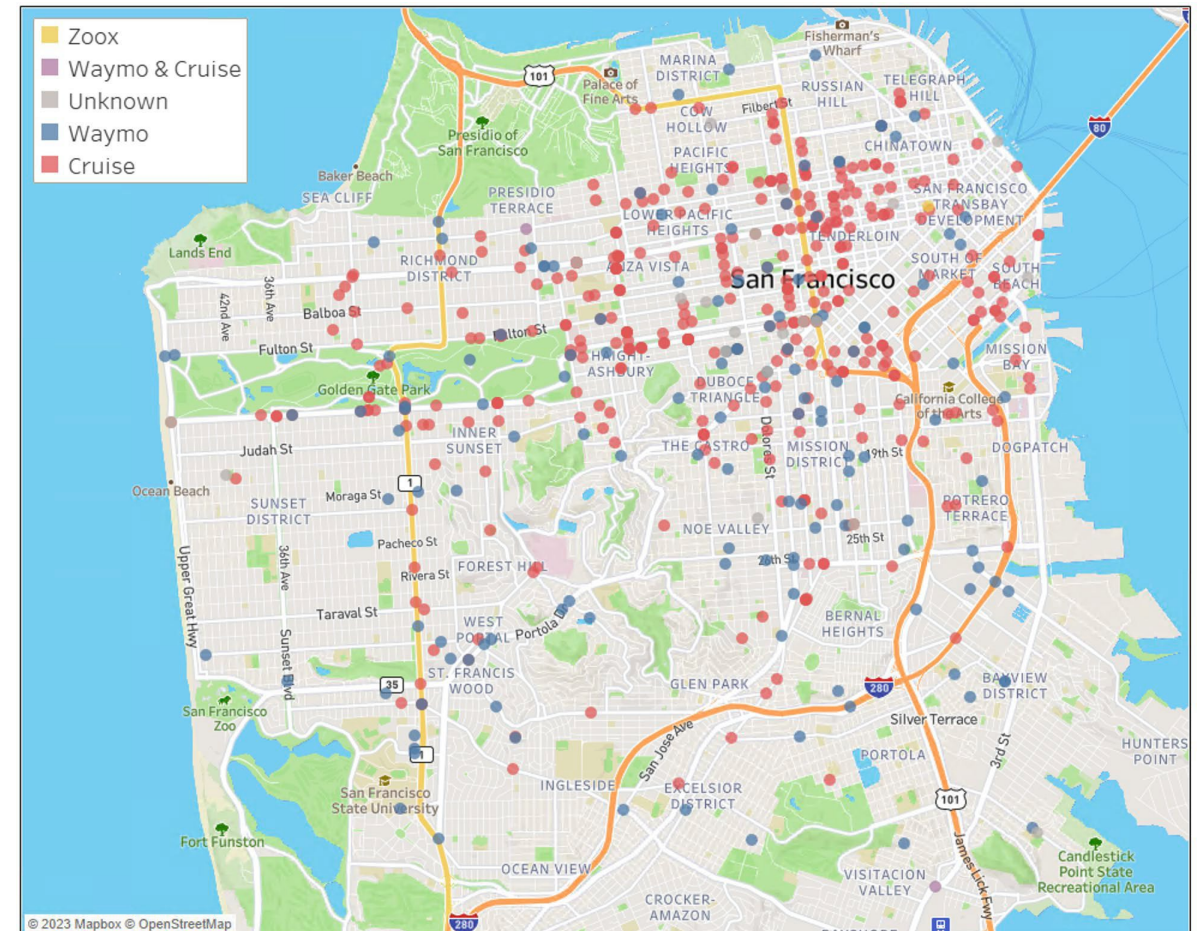 Zoox
Waymo & Cruise
Unknown
Waymo
Cruise
101
Palace of
Fine Arts
MARINA
DISTRICT
Fisherman's
Wharf
RUSSIAN
HILL
TELEGRAPH
HILL
COW
HOLLOW
Filbert St
80
Presidio of
San Francisco
CHINATOWN
PACIFIC
HEIGHTS
Baker Beach
SEA CLIFF
PRESIDIO
TERRACE
LOWER PACIFIC
HEIGHTS
SAN FRANCISCO
TRANSBAY
DEVELOPMENT
TENDERLOIN
Lands End
RICHMOND
DISTRICT
ANZA VISTA
San Francisco
SOUTH OF
MARKET
SOUTH
BEACH
42nd Ave
36th Ave
Balboa St
Fulton St
Fulton St
HAIGHT-
ASHBURY
MISSION
BAY
Golden Gate Park
DUBOCE
TRIANGLE
California College
of the Arts
Dolores St
Judah St
INNER
SUNSET
THE CASTRO
MISSION
DISTRICT
19th St
DOGPATCH
Ocean Beach
1
SUNSET
DISTRICT
Moraga St
POTRERO
TERRACE
NOE VALLEY
25th St
Pacheco St
Upper Great Hwy
36th Ave
FOREST HILL
26th St
Rivera St
Taraval St
WEST
PORTAL
Portola Dr
BERNAL
HEIGHTS
Sunset Blvd
ST. FRANCIS
WOOD
GLEN PARK
35
280
BAYVIEW
DISTRICT
San Francisco
Zoo
Silver Terrace
San Jose Ave
3rd St
1
PORTOLA
HUNTERS
POINT
INGLESIDE
EXCELSIOR
DISTRICT
San Francisco
State University
101
Fort Funston
James Lick Fwy
Candlestick
Point State
Recreational Area
OCEAN VIEW
VISITACION
VALLEY
CROCKER-
AMAZON
280
© 2023 Mapbox © OpenStreetMap